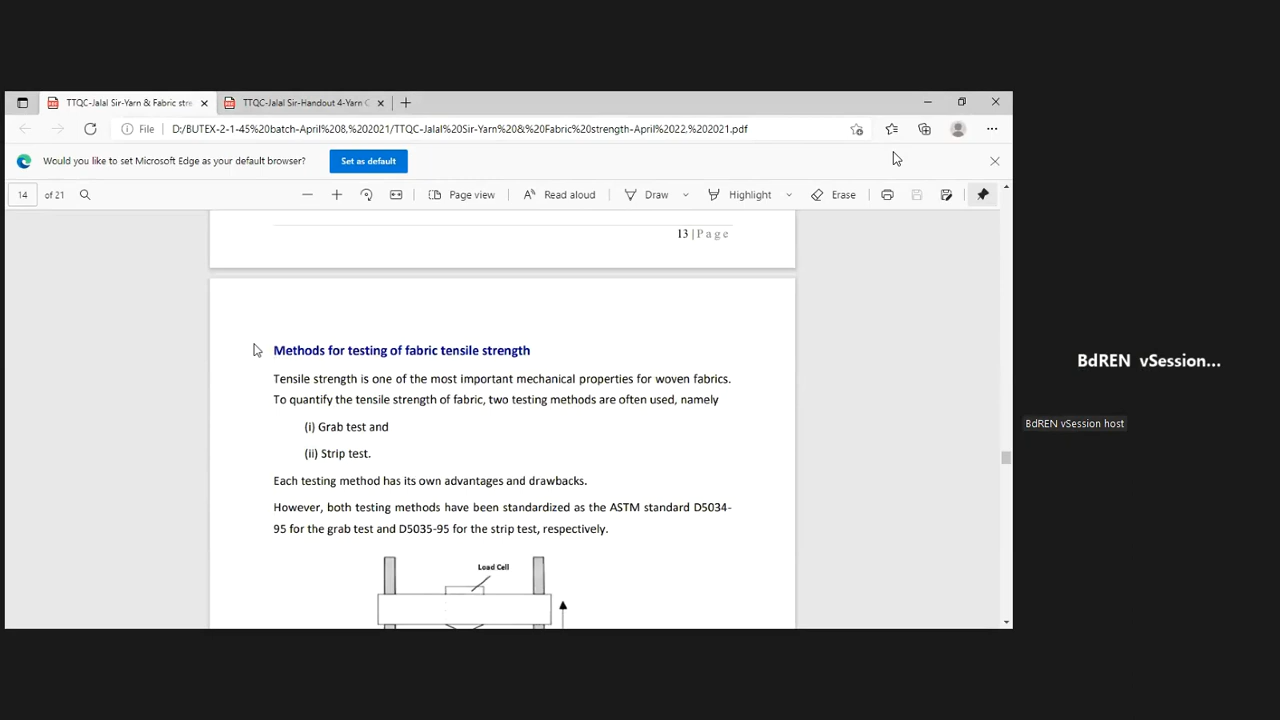 TTQC-Jalal Sir-Yarn & Fabric stre
TTQC-Jalal Sir-Handout 4-Yarn C
File
D:/BUTEX-2-1-45%20batch-April%208,%202021/TTQC-Jalal%20Sir-Yarn%20&%20Fabric%20strength-April%2022,%202021.pdf
Would you like to set Microsoft Edge as your default browser?
Set as default
14 of 21
Page view
Read aloud
Draw
Highlight
Erase
13 | Page
Methods for testing of fabric tensile strength
Tensile strength is one of the most important mechanical properties for woven fabrics.
To quantify the tensile strength of fabric, two testing methods are often used, namely
(i) Grab test and
(ii) Strip test.
Each testing method has its own advantages and drawbacks.
However, both testing methods have been standardized as the ASTM standard D5034-
95 for the grab test and D5035-95 for the strip test, respectively.
Load Cell
BdREN vSession...
BdREN vSession host